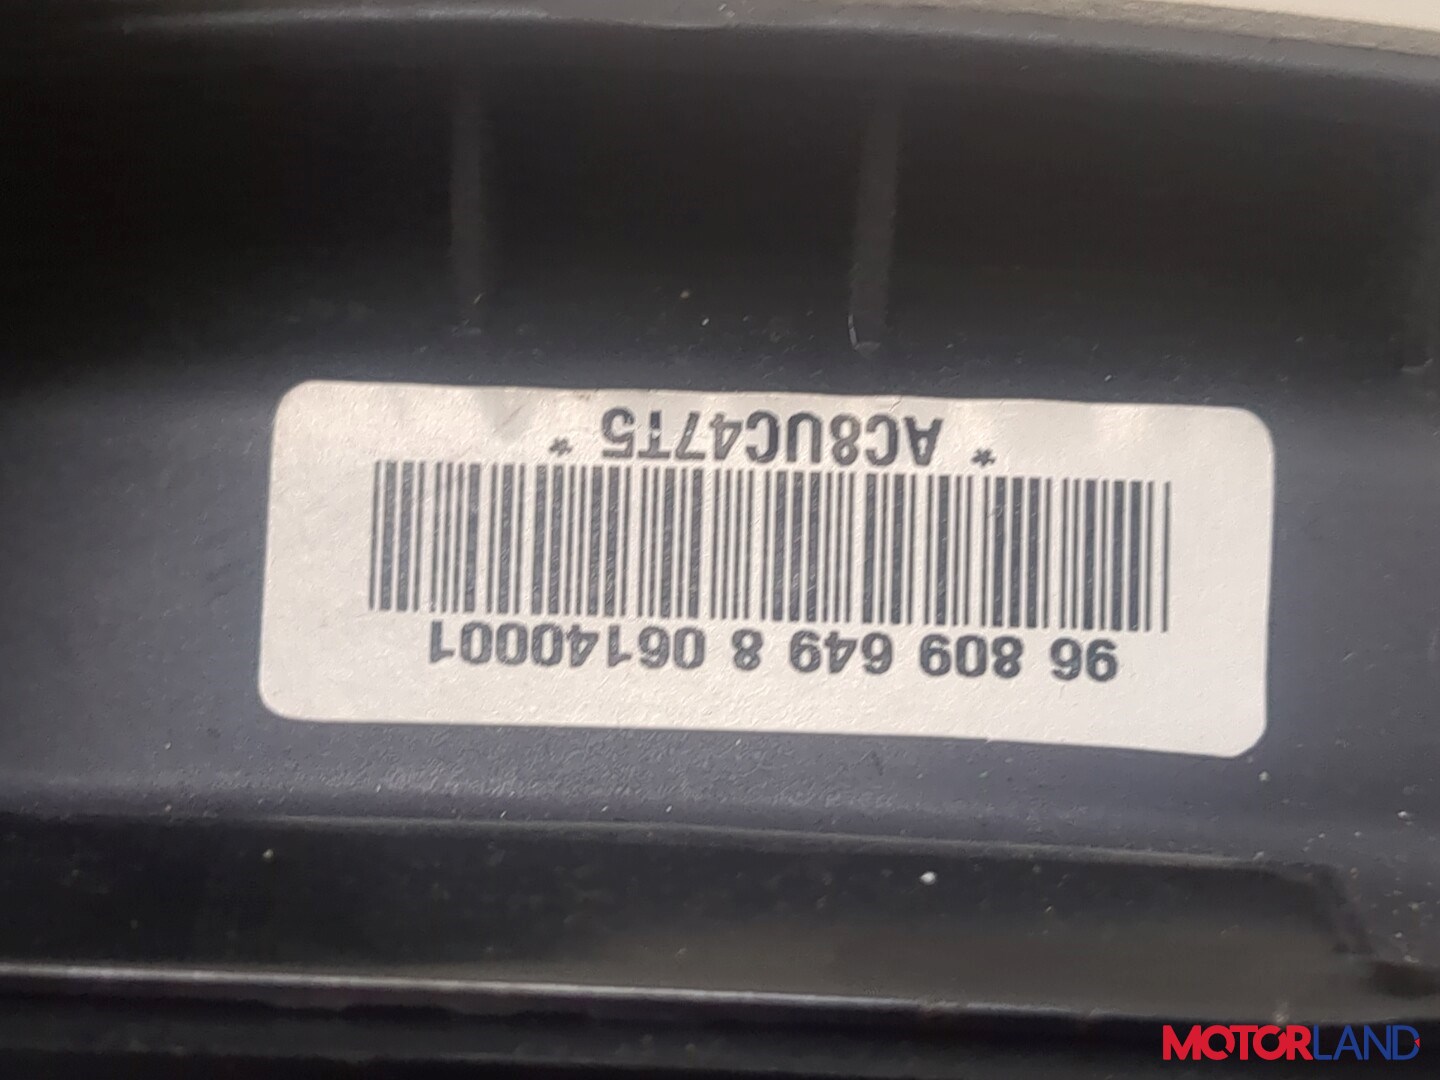 96 809 649 8 06140001
* AC8UC47T5 *
MOTORLAND